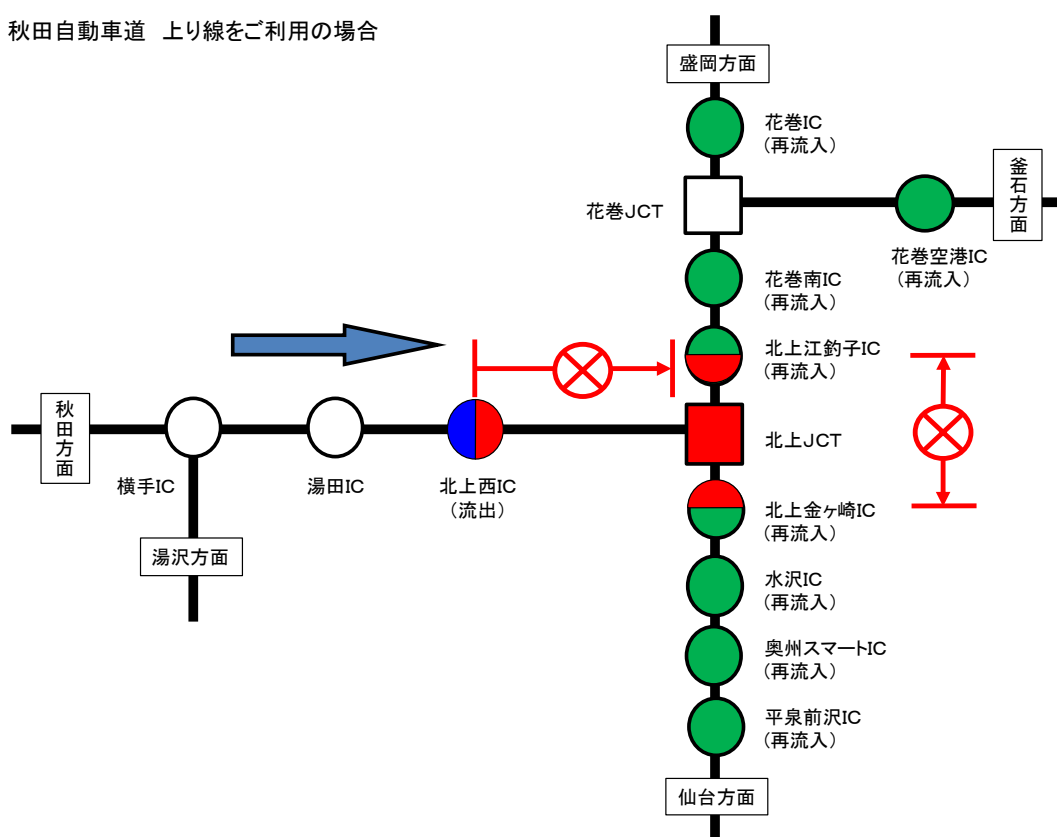 秋田自動車道 上り線をご利用の場合
盛岡方面
花巻IC
(再流入)
花巻JCT
釜石方面
花巻空港IC
(再流入)
花巻南IC
(再流入)
北上江釣子IC
(再流入)
秋田方面
横手IC
湯田IC
北上西IC
(流出)
北上JCT
湯沢方面
北上金ヶ崎IC
(再流入)
水沢IC
(再流入)
奥州スマートIC
(再流入)
平泉前沢IC
(再流入)
仙台方面